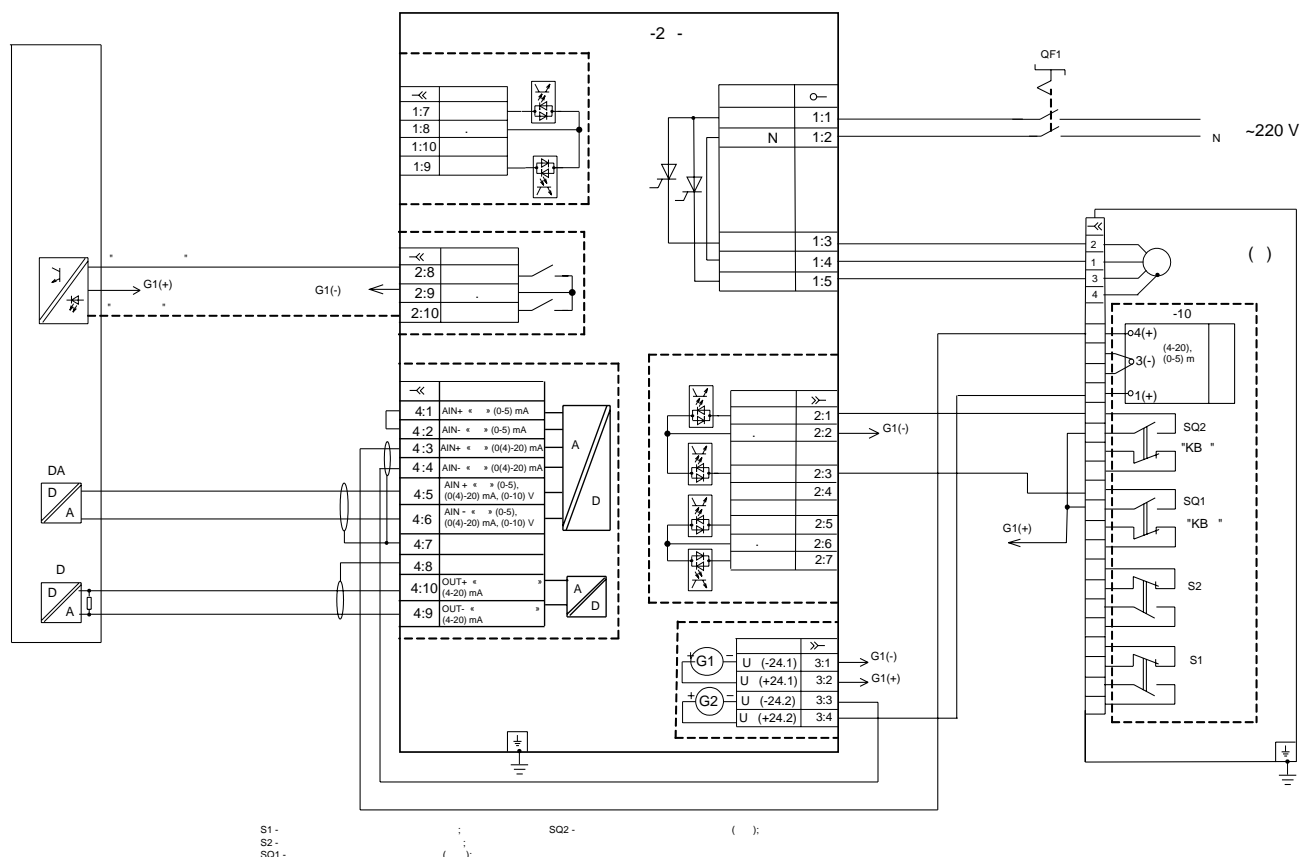 -2 -
QF1
1:7
1:8 .
1:10
1:9
1:1
N 1:2
N ~220 V
1:3
1:4
1:5
2
1
3
4
( )
" "
G1(+)
" "
G1(-)
2:8
2:9 .
2:10
-10
4(+)
(4-20),
3(-) (0-5) m
1(+)
4:1 AIN+ « » (0-5) mA
4:2 AIN- « » (0-5) mA
4:3 AIN+ « » (0(4)-20) mA
4:4 AIN- « » (0(4)-20) mA
4:5 AIN + « » (0-5),
(0(4)-20) mA, (0-10) V
4:6 AIN - « » (0-5),
(0(4)-20) mA, (0-10) V
4:7
4:8
4:10 OUT+ « »
(4-20) mA
4:9 OUT- « »
(4-20) mA
A
D
A
D
DA
D
A
D
D
A
2:1
. 2:2
G1(-)
2:3
2:4
2:5
. 2:6
2:7
SQ2
"KB "
SQ1
"KB "
G1(+)
S2
S1
+ G1 - U (-24.1) 3:1 G1(-)
U (+24.1) 3:2 G1(+)
+ G2 - U (-24.2) 3:3
U (+24.2) 3:4
S1 - ; SQ2 - ( );
S2 - ;
SQ1 - ( );